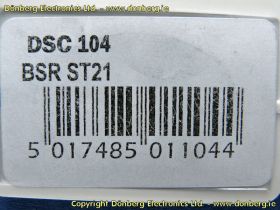 Donberg Electronics Ltd. - www.donberg.ie
DSC 104
BSR ST21
5 017485 011044
Copyright Donberg Electronics Ltd. - www.donberg.ie